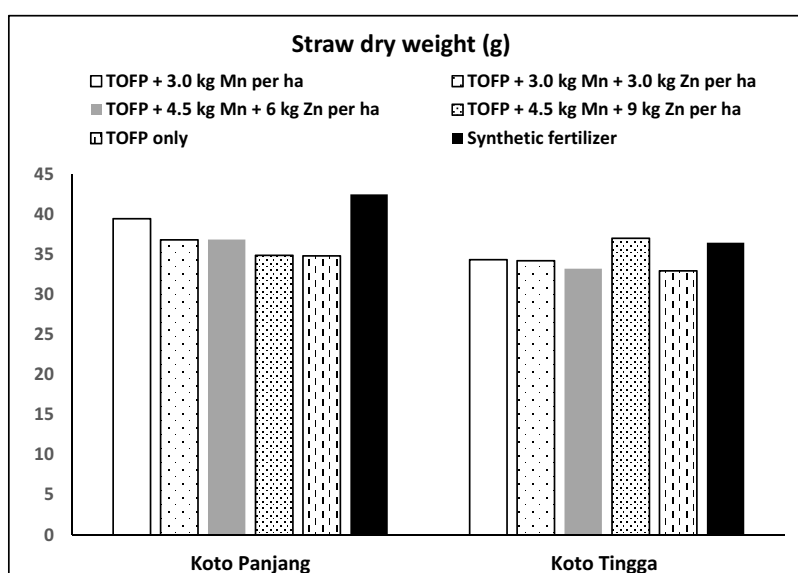 Straw dry weight (g)
TOFP + 3.0 kg Mn per ha
TOFP + 3.0 kg Mn + 3.0 kg Zn per ha
TOFP + 4.5 kg Mn + 6 kg Zn per ha
TOFP + 4.5 kg Mn + 9 kg Zn per ha
TOFP only
Synthetic fertilizer
45
40
35
30
25
20
15
10
5
0
Koto Panjang
Koto Tingga